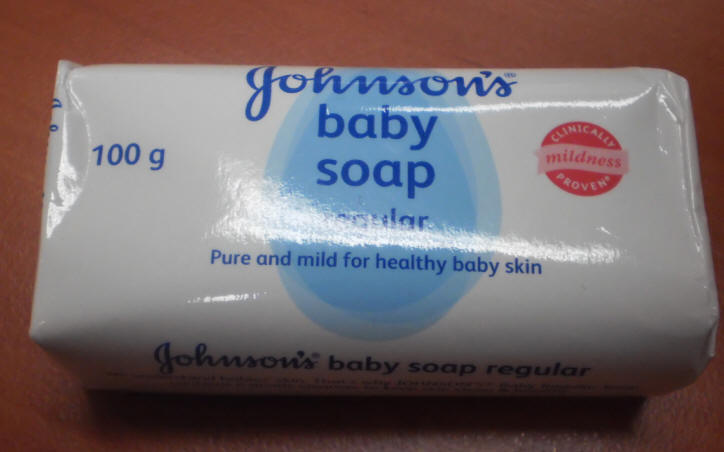 Johnson's®
baby
soap
regular
Pure and mild for healthy baby skin
100 g
CLINICALLY
mildness
PROVEN®
Johnson's® baby soap regular